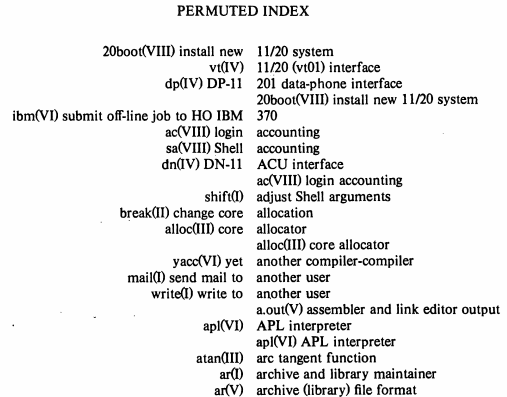 PERMUTED INDEX
20boot(VIII) install new 11/20 system
vt(IV) 11/20 (vt01) interface
dp(IV) DP-11 201 data-phone interface
20boot(VIII) install new 11/20 system
ibm(VI) submit off-line job to HO IBM 370
ac(VIII) login accounting
sa(VIII) Shell accounting
dn(IV) DN-11 ACU interface
ac(VIII) login accounting
shift(I) adjust Shell arguments
break(II) change core allocation
alloc(III) core allocator
alloc(III) core allocator
yacc(VI) yet another compiler-compiler
mail(I) send mail to another user
write(I) write to another user
a.out(V) assembler and link editor output
apl(VI) APL interpreter
apl(VI) APL interpreter
atan(III) arc tangent function
ar(I) archive and library maintainer
ar(V) archive (library) file format